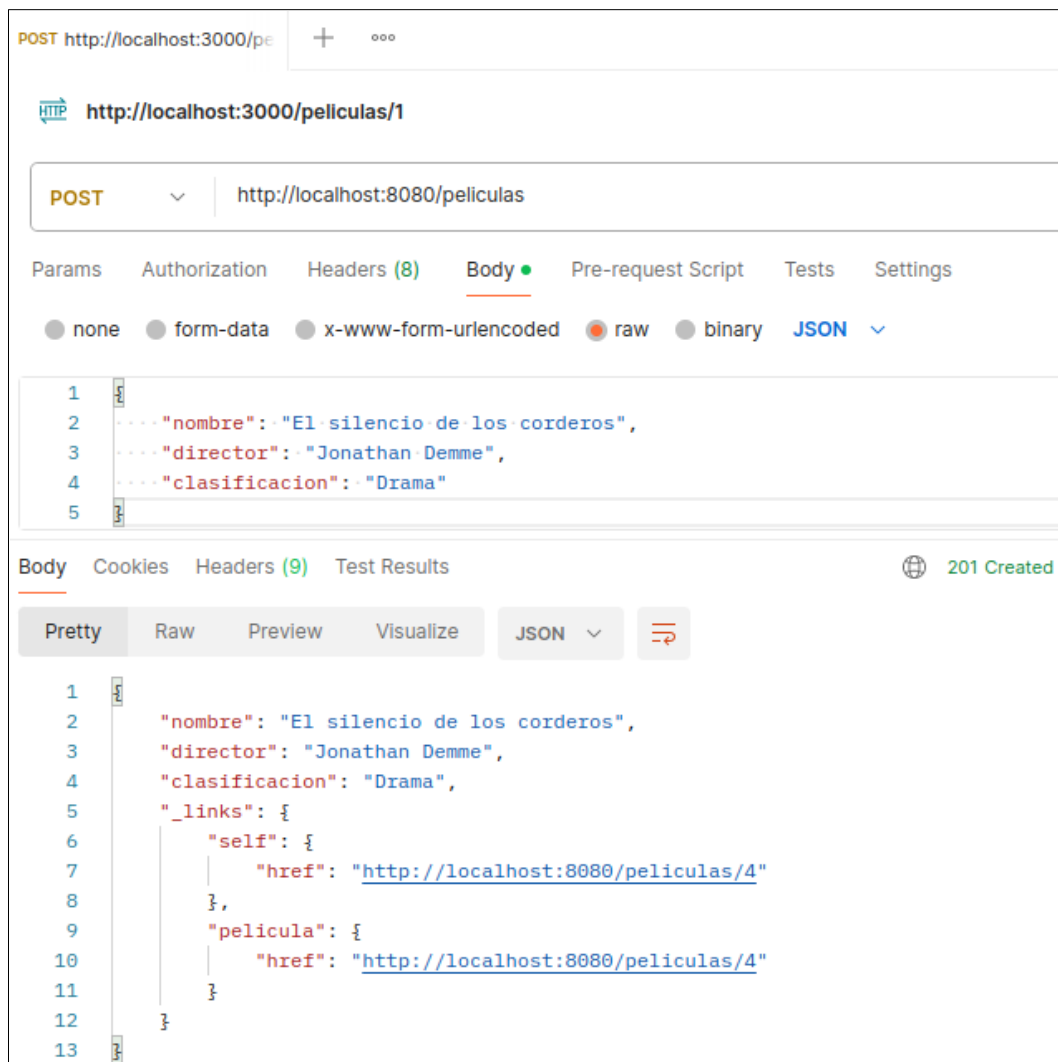 POST http://localhost:3000/pe
HTTP http://localhost:3000/peliculas/1
POST http://localhost:8080/peliculas
Params Authorization Headers (8) Body Pre-request Script Tests Settings
none form-data x-www-form-urlencoded raw binary JSON
1 {
2 "nombre": "El silencio de los corderos",
3 "director": "Jonathan Demme",
4 "clasificacion": "Drama"
5 }
Body Cookies Headers (9) Test Results 201 Created
Pretty Raw Preview Visualize JSON
1 {
2 "nombre": "El silencio de los corderos",
3 "director": "Jonathan Demme",
4 "clasificacion": "Drama",
5 "_links": {
6 "self": {
7 "href": "http://localhost:8080/peliculas/4"
8 },
9 "pelicula": {
10 "href": "http://localhost:8080/peliculas/4"
11 }
12 }
13 }